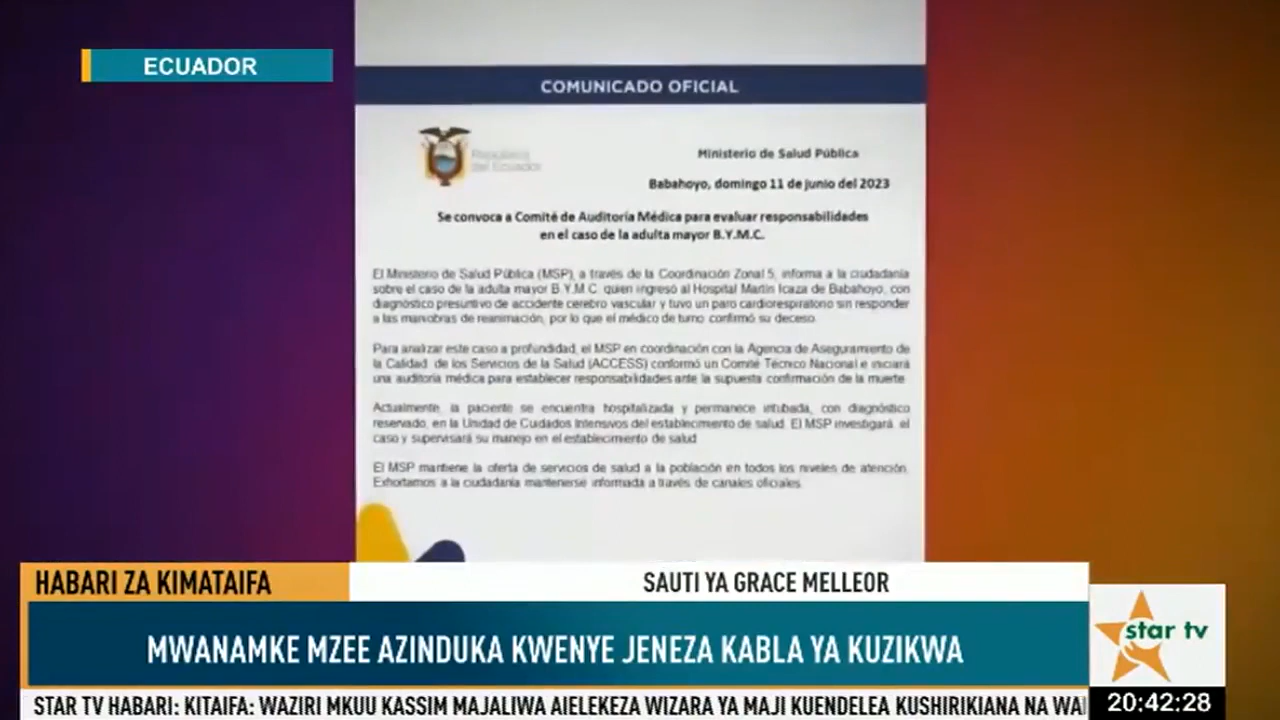 ECUADOR
COMUNICADO OFICIAL
República
del Ecuador
Ministerio de Salud Pública
Babahoyo, domingo 11 de junio del 2023
Se convoca a Comité de Auditoría Médica para evaluar responsabilidades
en el caso de la adulta mayor B.Y.M.C.
El Ministerio de Salud Pública (MSP), a través de la Coordinación Zonal 5, informa a la ciudadanía
sobre el caso de la adulta mayor B.Y.M.C. quien ingresó al Hospital Martín Icaza de Babahoyo, con
diagnóstico presuntivo de accidente cerebro vascular y tuvo un paro cardiorespiratorio sin responder
a las maniobras de reanimación, por lo que el médico de turno confirmó su deceso.
Para analizar este caso a profundidad, el MSP en coordinación con la Agencia de Aseguramiento de
la Calidad de los Servicios de la Salud (ACCESS) conformó un Comité Técnico Nacional e iniciará
una auditoría médica para establecer responsabilidades ante la supuesta confirmación de la muerte.
Actualmente, la paciente se encuentra hospitalizada y permanece intubada, con diagnóstico
reservado, en la Unidad de Cuidados Intensivos del establecimiento de salud. El MSP investigará el
caso y supervisará su manejo en el establecimiento de salud.
El MSP mantiene la oferta de servicios de salud a la población en todos los niveles de atención.
Exhortamos a la ciudadanía mantenerse informada a través de canales oficiales.
HABARI ZA KIMATAIFA
SAUTI YA GRACE MELLEOR
MWANAMKE MZEE AZINDUKA KWENYE JENEZA KABLA YA KUZIKWA
star tv
STAR TV HABARI: KITAIFA: WAZIRI MKUU KASSIM MAJALIWA AIELEKEZA WIZARA YA MAJI KUENDELEA KUSHIRIKIANA NA WA
20:42:28